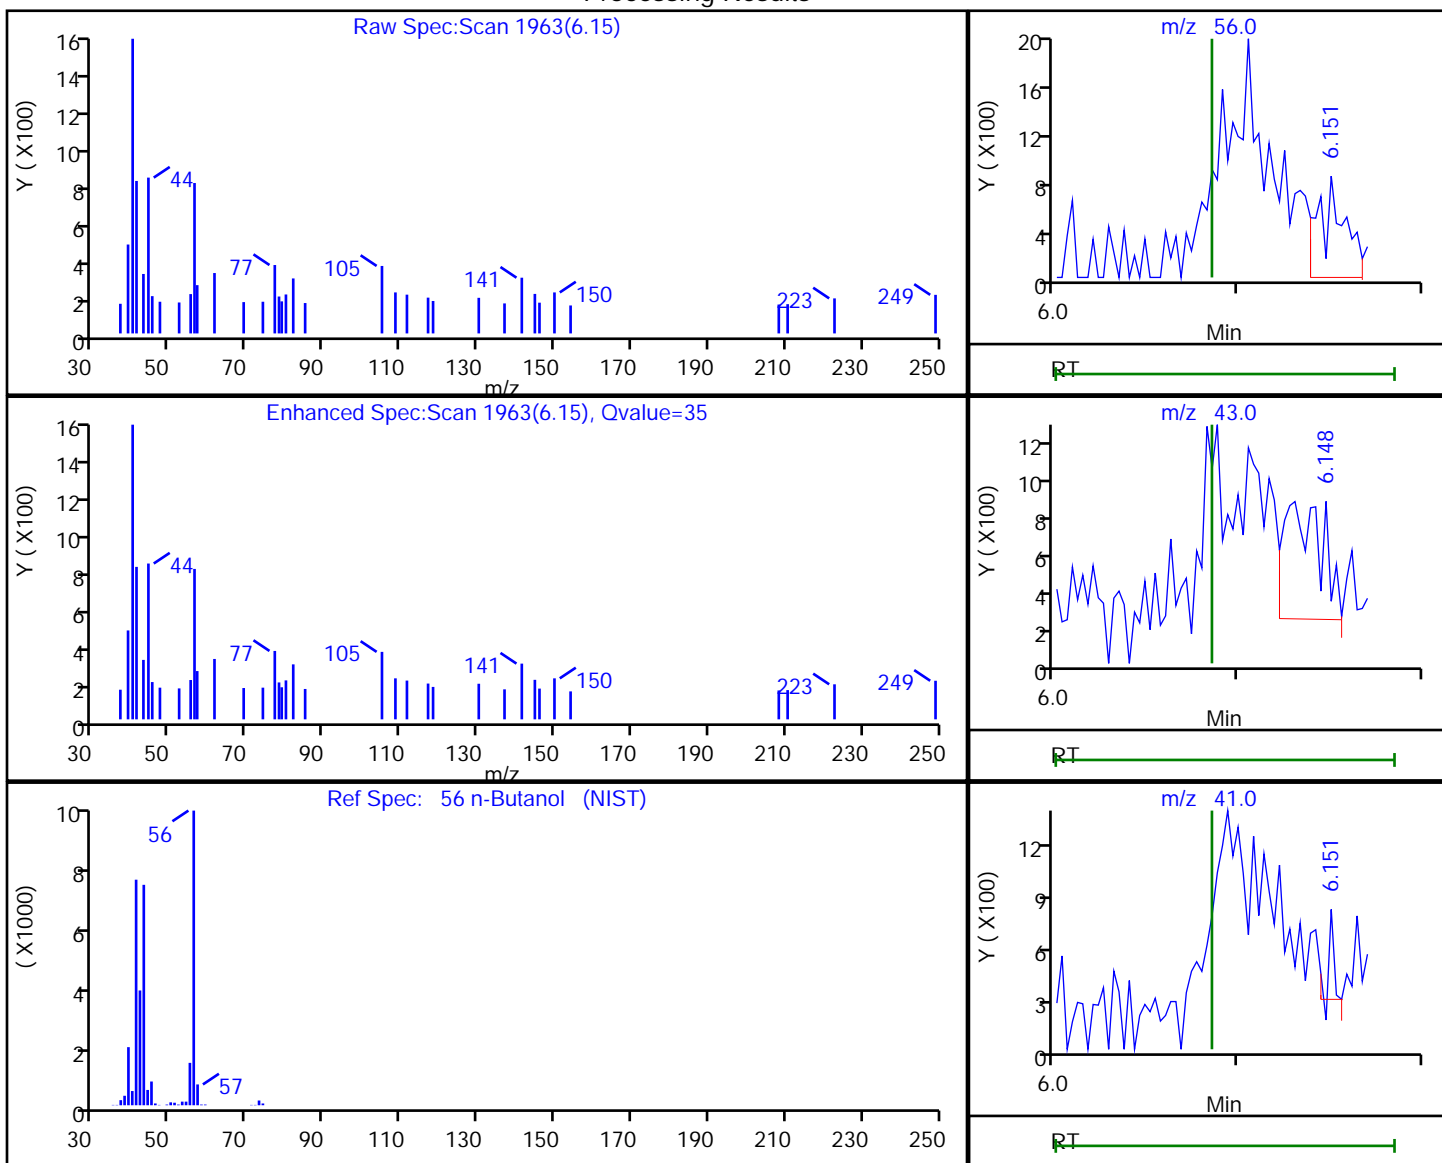 Processing Results
Raw Spec:Scan 1963(6.15)
Y ( X100)
16
14
12
10
8
6
4
2
0
44
77
105
141
150
223
249
30 50 70 90 110 130 150 170 190 210 230 250
m/z
m/z 56.0
Y ( X100)
20
16
12
8
4
0
6.151
6.0
Min
RT
Enhanced Spec:Scan 1963(6.15), Qvalue=35
Y ( X100)
16
14
12
10
8
6
4
2
0
44
77
105
141
150
223
249
30 50 70 90 110 130 150 170 190 210 230 250
m/z
m/z 43.0
Y ( X100)
12
10
8
6
4
2
0
6.148
6.0
Min
RT
Ref Spec: 56 n-Butanol (NIST)
( X1000)
10
8
6
4
2
0
56
57
30 50 70 90 110 130 150 170 190 210 230 250
m/z 41.0
Y ( X100)
12
9
6
3
0
6.151
6.0
Min
RT